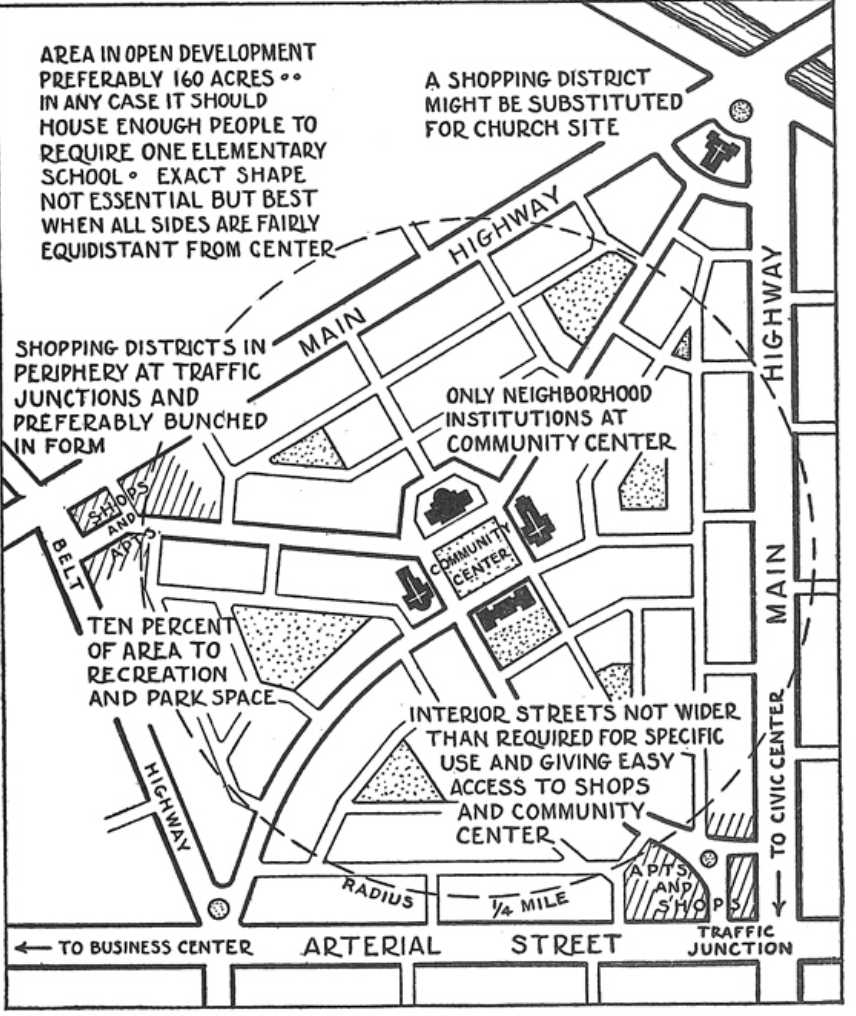 AREA IN OPEN DEVELOPMENT
PREFERABLY 160 ACRES ••
IN ANY CASE IT SHOULD
HOUSE ENOUGH PEOPLE TO
REQUIRE ONE ELEMENTARY
SCHOOL • EXACT SHAPE
NOT ESSENTIAL BUT BEST
WHEN ALL SIDES ARE FAIRLY
EQUIDISTANT FROM CENTER
A SHOPPING DISTRICT
MIGHT BE SUBSTITUTED
FOR CHURCH SITE
MAIN HIGHWAY
SHOPPING DISTRICTS IN
PERIPHERY AT TRAFFIC
JUNCTIONS AND
PREFERABLY BUNCHED
IN FORM
ONLY NEIGHBORHOOD
INSTITUTIONS AT
COMMUNITY CENTER
SHOPS
AND
APTS
COMMUNITY
CENTER
MAIN HIGHWAY
BELT HIGHWAY
TEN PERCENT
OF AREA TO
RECREATION
AND PARK SPACE
INTERIOR STREETS NOT WIDER
THAN REQUIRED FOR SPECIFIC
USE AND GIVING EASY
ACCESS TO SHOPS
AND COMMUNITY
CENTER
TO CIVIC CENTER
APTS
AND
SHOPS
RADIUS 1/4 MILE
TRAFFIC
JUNCTION
← TO BUSINESS CENTER
ARTERIAL STREET